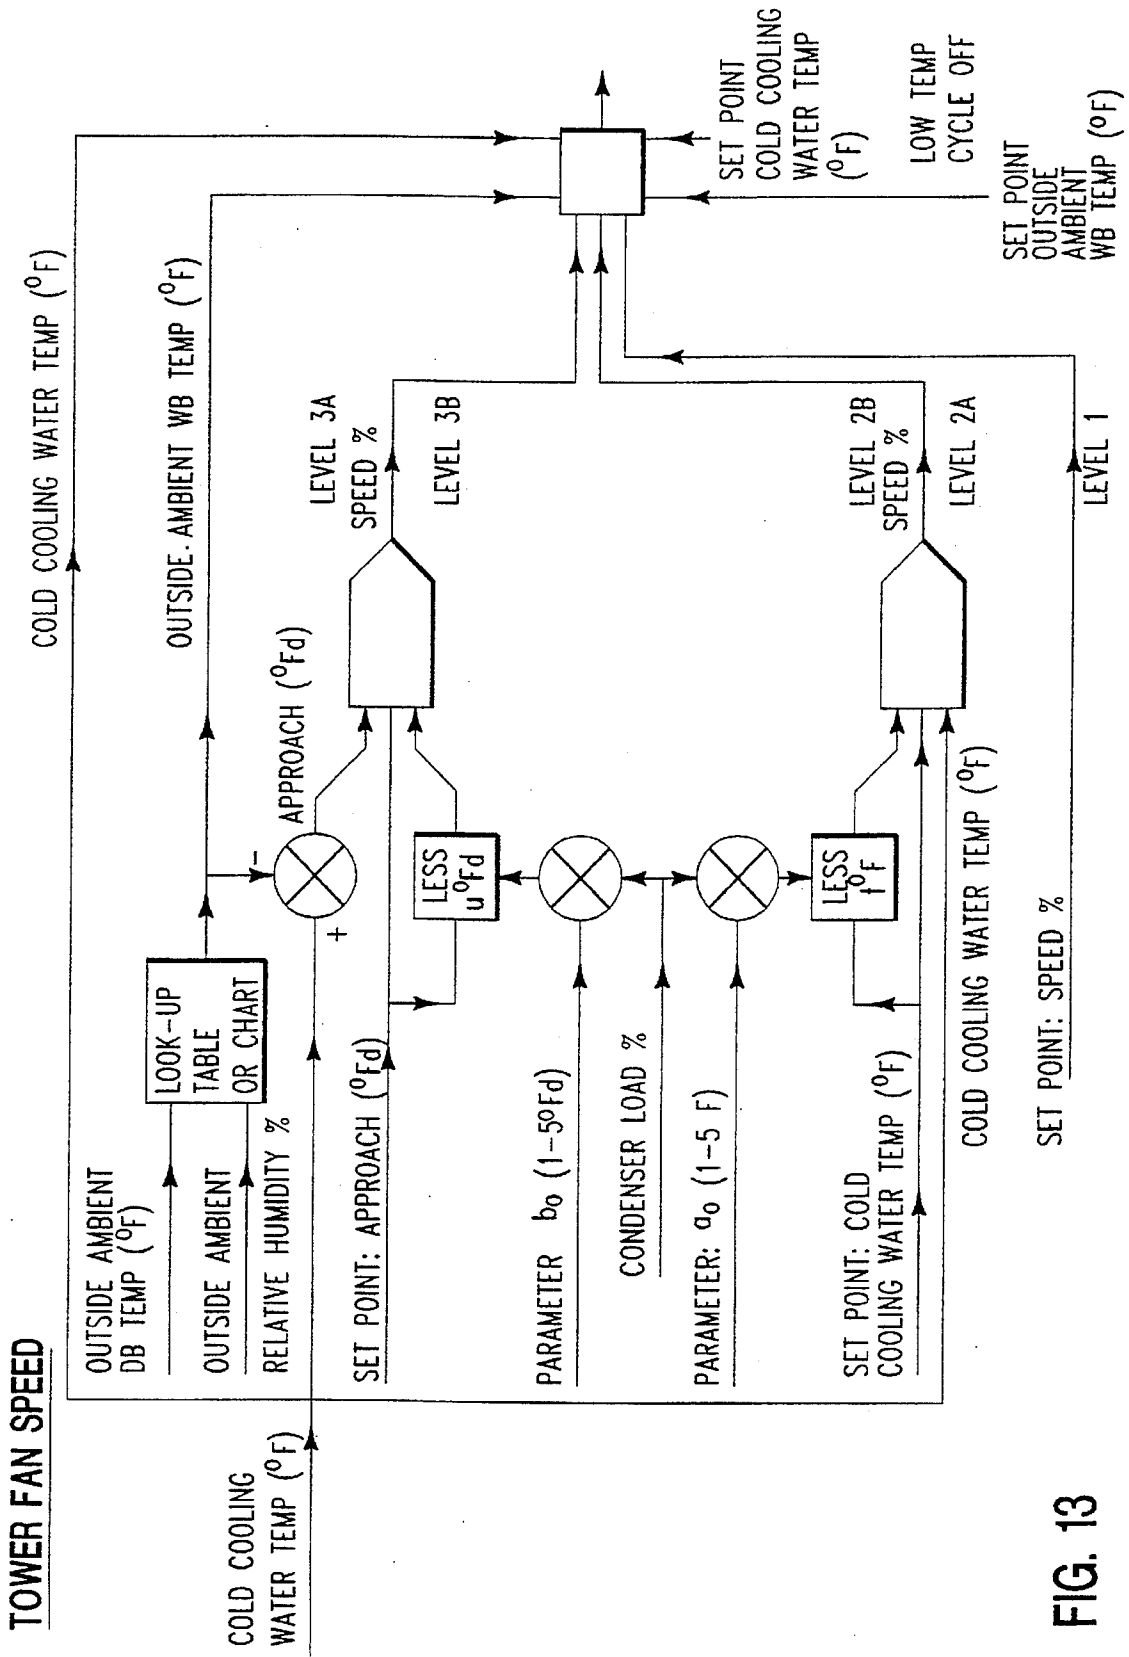 TOWER FAN SPEED
COLD COOLING WATER TEMP (°F)
OUTSIDE AMBIENT WB TEMP (°F)
OUTSIDE AMBIENT
DB TEMP (°F)
OUTSIDE AMBIENT
RELATIVE HUMIDITY %
LOOK-UP
TABLE
OR CHART
COLD COOLING
WATER TEMP (°F)
-
+
APPROACH (°Fd)
LEVEL 3A
SPEED %
LEVEL 3B
SET POINT: APPROACH (°Fd)
LESS
u°Fd
PARAMETER b₀ (1-5°Fd)
CONDENSER LOAD %
PARAMETER: a₀ (1-5 F)
LESS
t°F
SET POINT: COLD
COOLING WATER TEMP (°F)
COLD COOLING WATER TEMP (°F)
LEVEL 2B
SPEED %
LEVEL 2A
SET POINT: SPEED %
LEVEL 1
SET POINT
COLD COOLING
WATER TEMP
(°F)
LOW TEMP
CYCLE OFF
SET POINT
OUTSIDE
AMBIENT
WB TEMP (°F)
FIG. 13